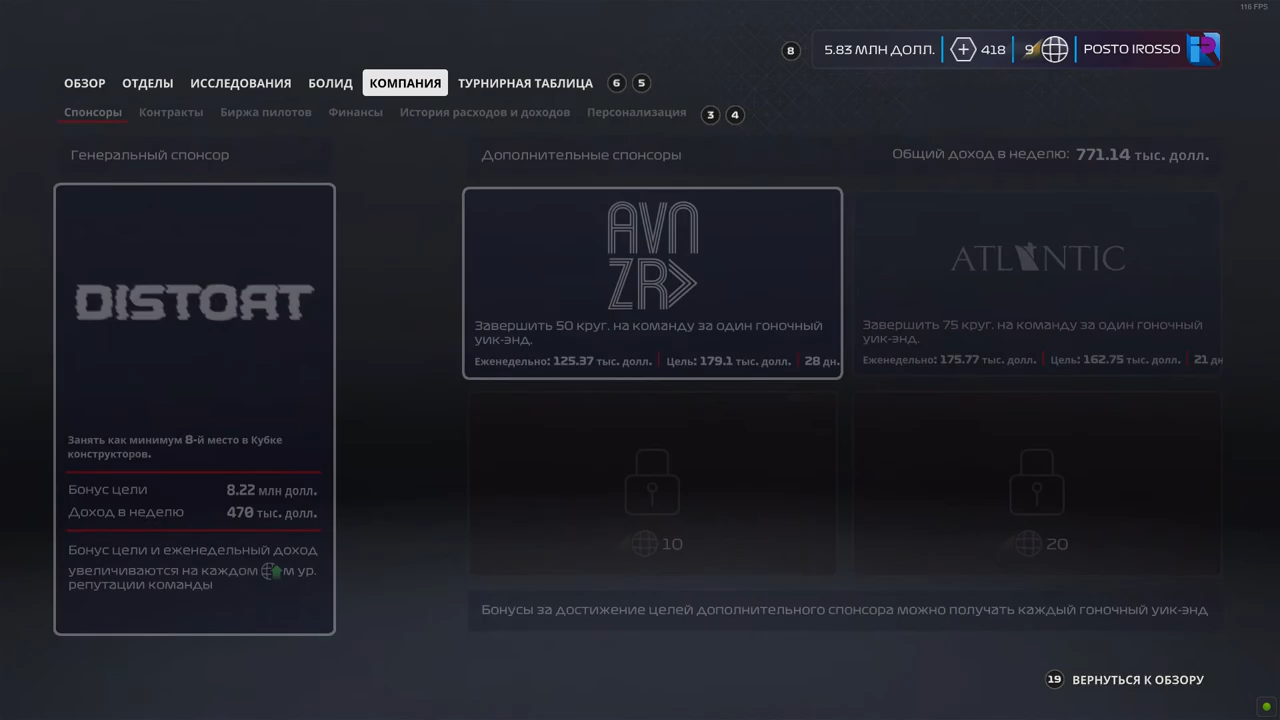 116 FPS
8 5.83 МЛН ДОЛЛ. 418 9 POSTO IROSSO
ОБЗОР ОТДЕЛЫ ИССЛЕДОВАНИЯ БОЛИД КОМПАНИЯ ТУРНИРНАЯ ТАБЛИЦА 6 5
Спонсоры Контракты Биржа пилотов Финансы История расходов и доходов Персонализация 3 4
Генеральный спонсор
DISTORT
Занять как минимум 8-й место в Кубке
конструкторов.
Бонус цели 8.22 млн долл.
Доход в неделю 470 тыс. долл.
Бонус цели и еженедельный доход
увеличиваются на каждом м ур.
репутации команды
Дополнительные спонсоры Общий доход в неделю: 771.14 тыс. долл.
AVN
ZR>
Завершить 50 круг. на команду за один гоночный
уик-энд.
Еженедельно: 125.37 тыс. долл. Цель: 179.1 тыс. долл. 28 дн.
ATLANTIC
Завершить 75 круг. на команду за один гоночный
уик-энд.
Еженедельно: 175.77 тыс. долл. Цель: 162.75 тыс. долл. 21 дн
10
20
Бонусы за достижение целей дополнительного спонсора можно получать каждый гоночный уик-энд
19 ВЕРНУТЬСЯ К ОБЗОРУ